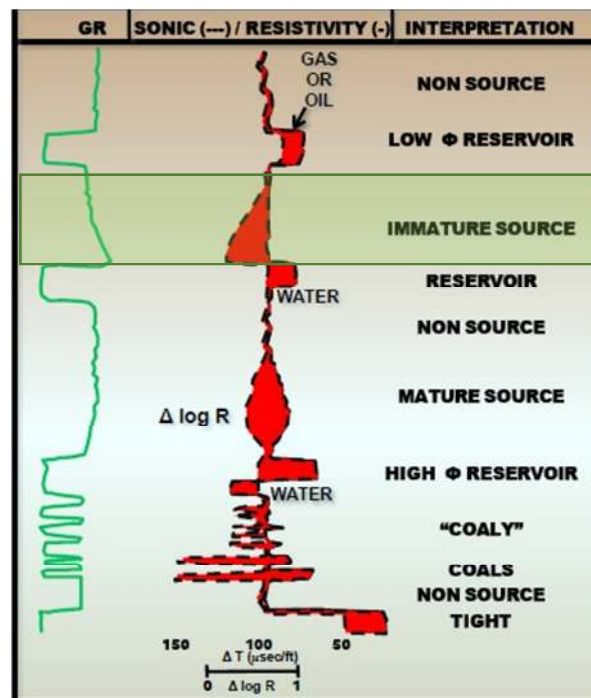 GR SONIC (---) / RESISTIVITY (-) INTERPRETATION
GAS
OR
OIL
NON SOURCE
LOW Φ RESERVOIR
IMMATURE SOURCE
RESERVOIR
WATER
NON SOURCE
MATURE SOURCE
Δ log R
HIGH Φ RESERVOIR
WATER
"COALY"
COALS
NON SOURCE
TIGHT
150 100 50
Δ T (μsec/ft)
0 Δ log R 1